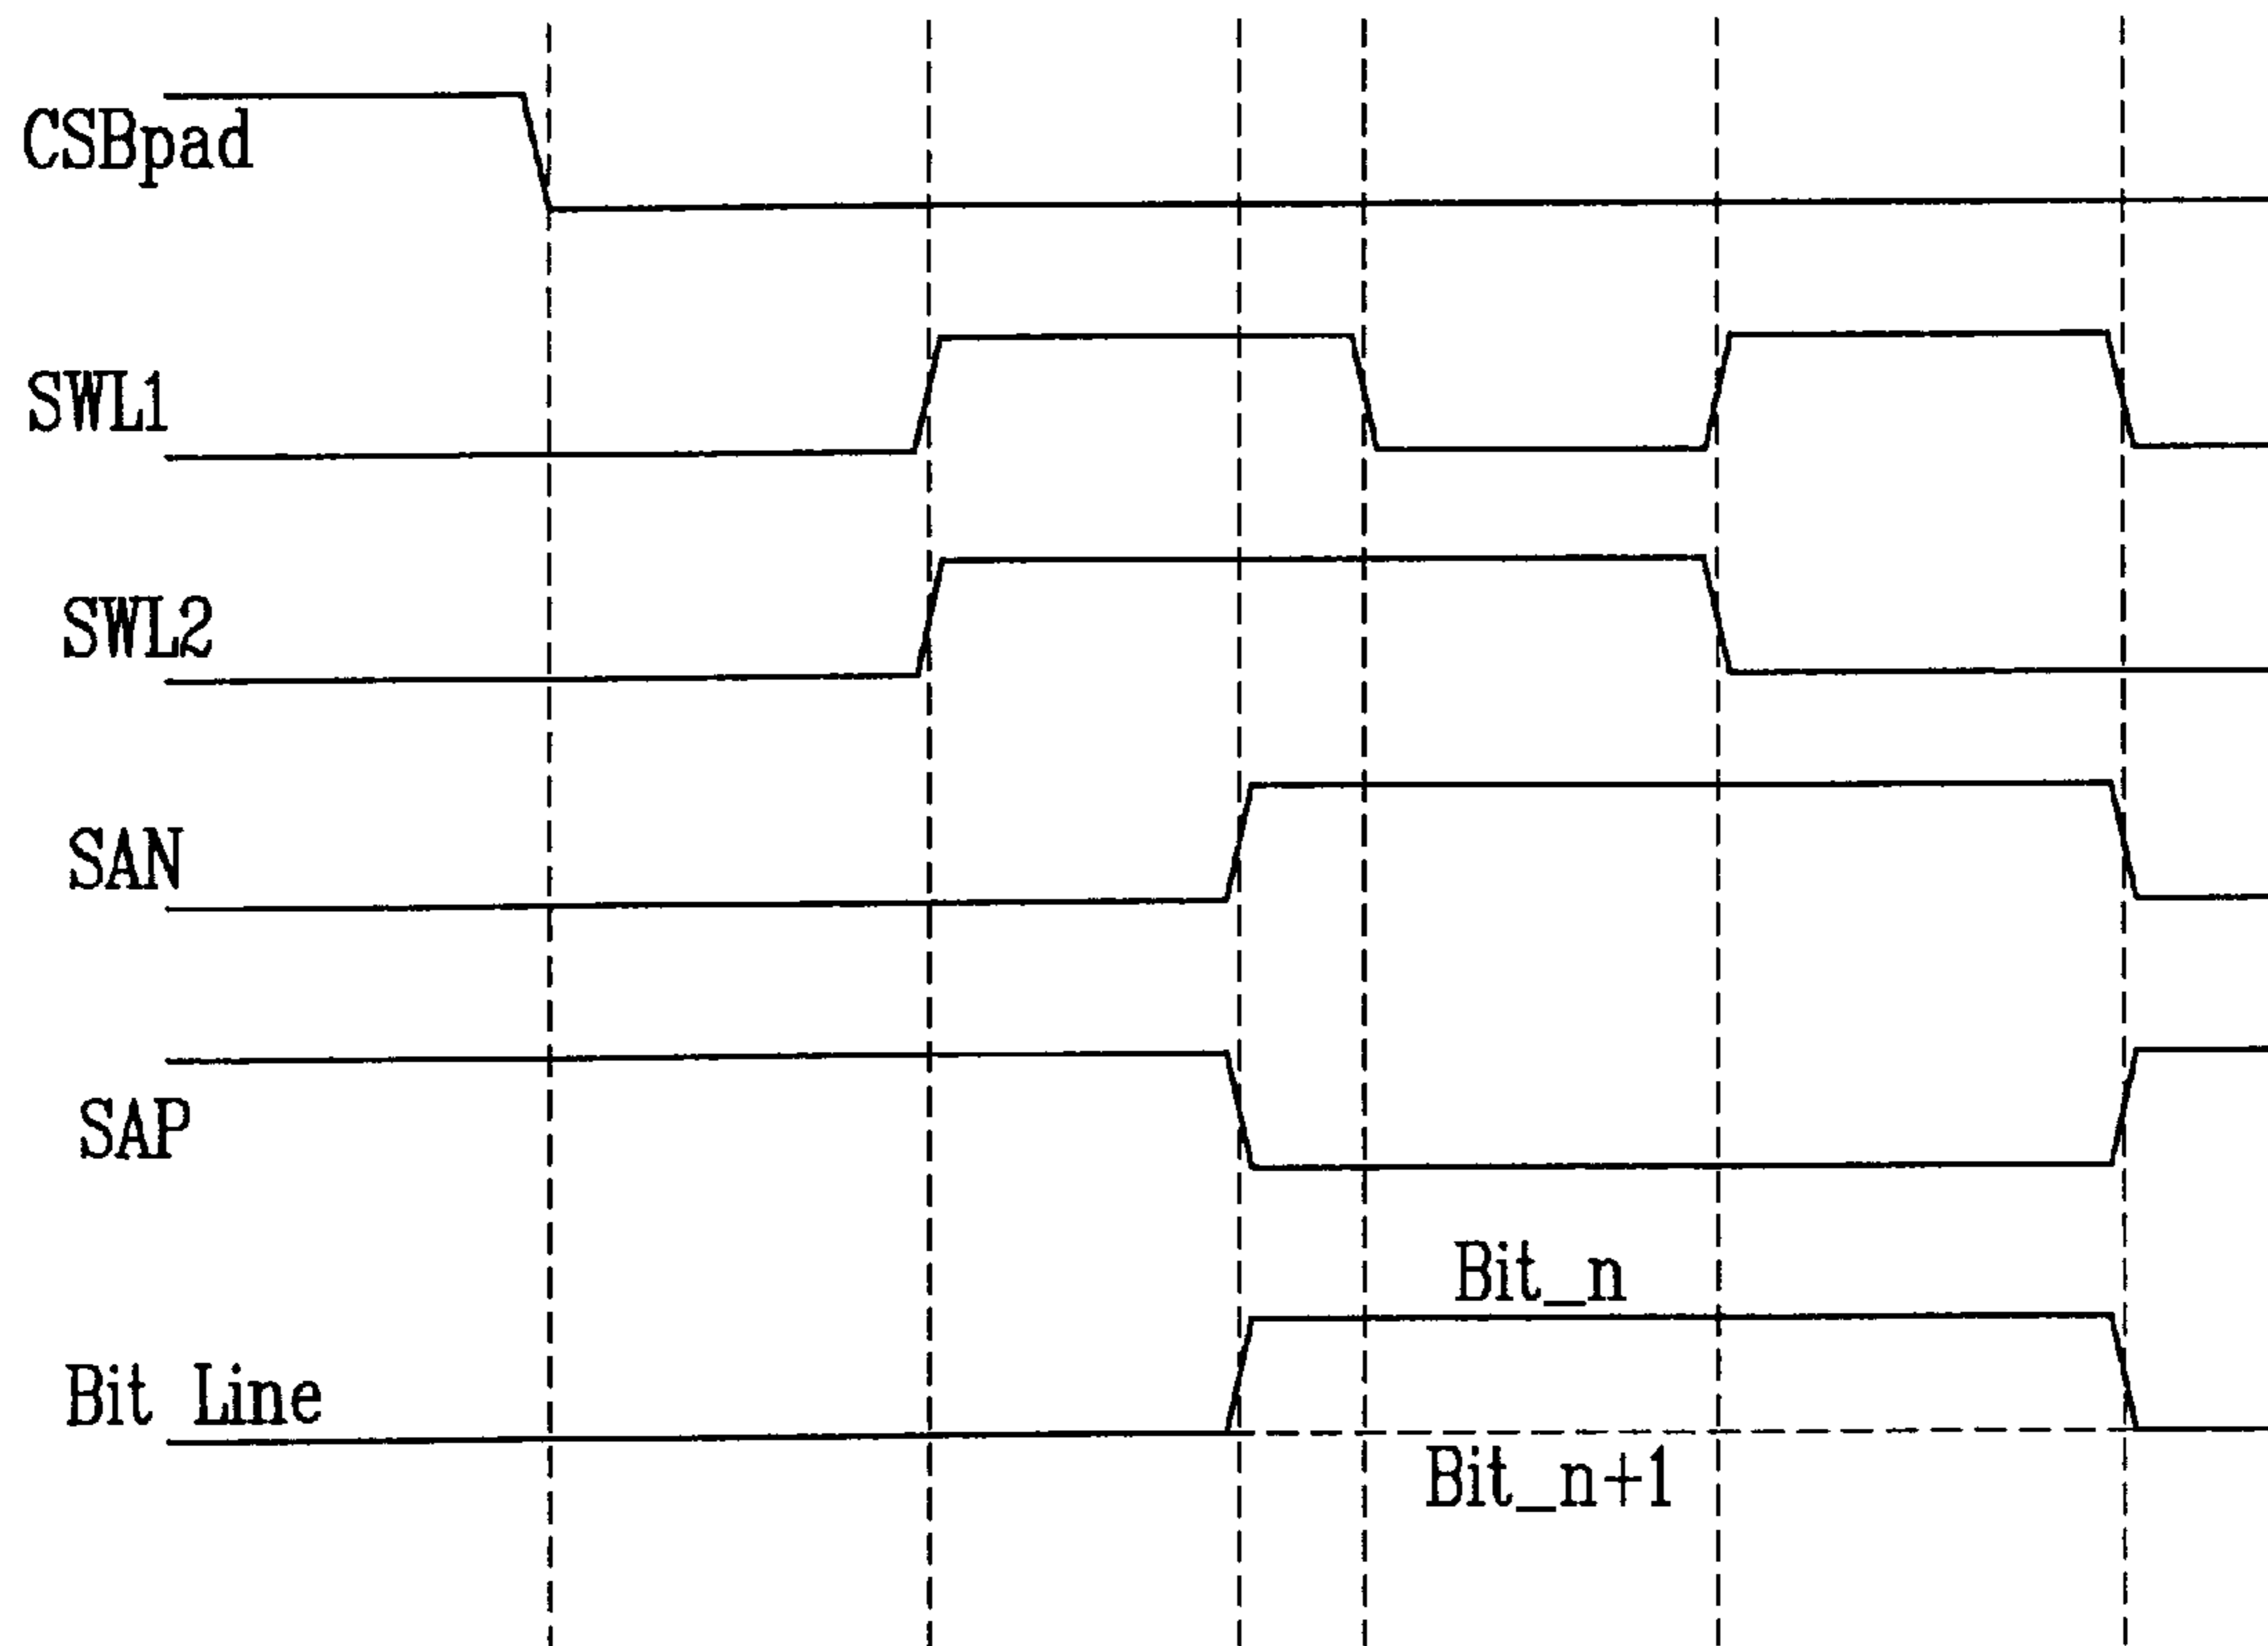 CSBpad
SWL1
SWL2
SAN
SAP
Bit_n
Bit Line
Bit_n+1